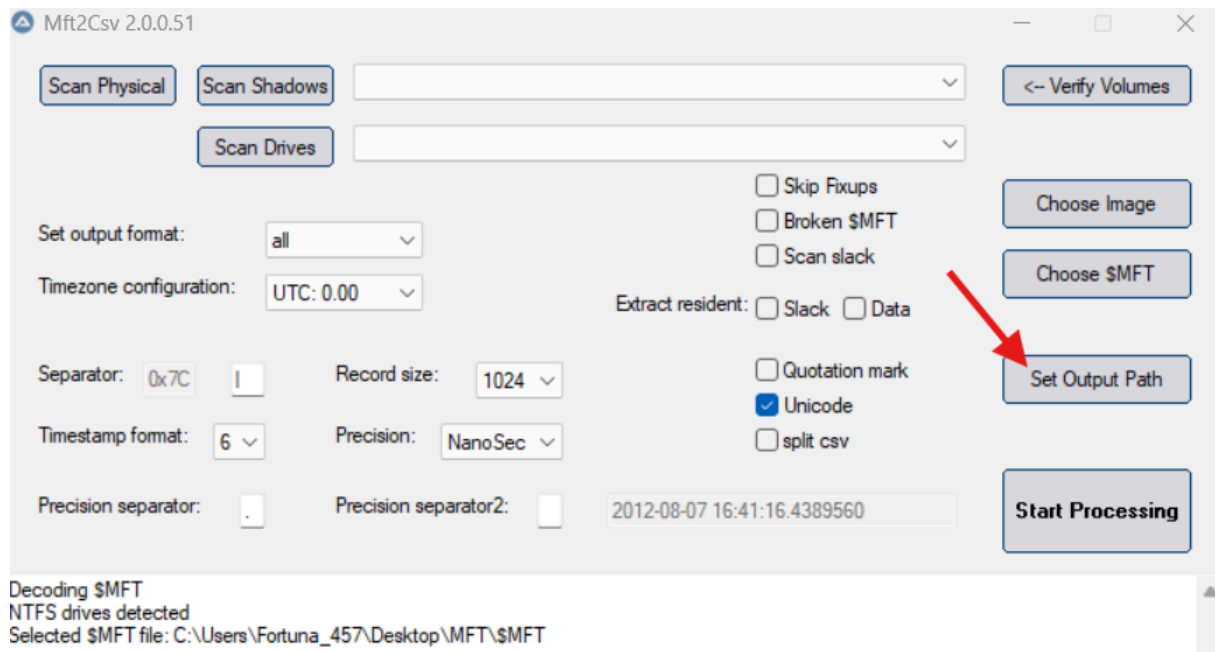 Mft2Csv 2.0.0.51
Scan Physical Scan Shadows <-- Verify Volumes
Scan Drives
Skip Fixups
Broken $MFT
Scan slack
Choose Image
Choose $MFT
Set output format: all
Timezone configuration: UTC: 0.00
Extract resident: Slack Data
Separator: 0x7C | Record size: 1024
Quotation mark
Unicode
split csv
Set Output Path
Timestamp format: 6 Precision: NanoSec
Precision separator: . Precision separator2: 2012-08-07 16:41:16.4389560
Start Processing
Decoding $MFT
NTFS drives detected
Selected $MFT file: C:\Users\Fortuna_457\Desktop\MFT\$MFT